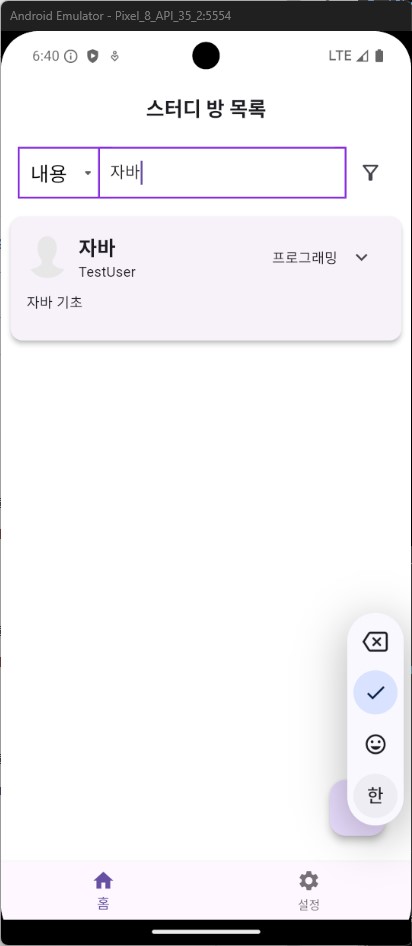 Android Emulator - Pixel_8_API_35_2:5554
6:40 LTE
스터디 방 목록
내용 자바
자바
TestUser
프로그래밍
자바 기초
한
홈 설정